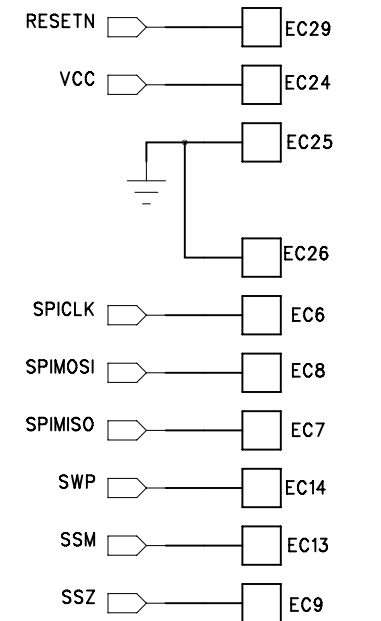 RESETN EC29
VCC EC24
EC25
EC26
SPICLK EC6
SPIMOSI EC8
SPIMISO EC7
SWP EC14
SSM EC13
SSZ EC9